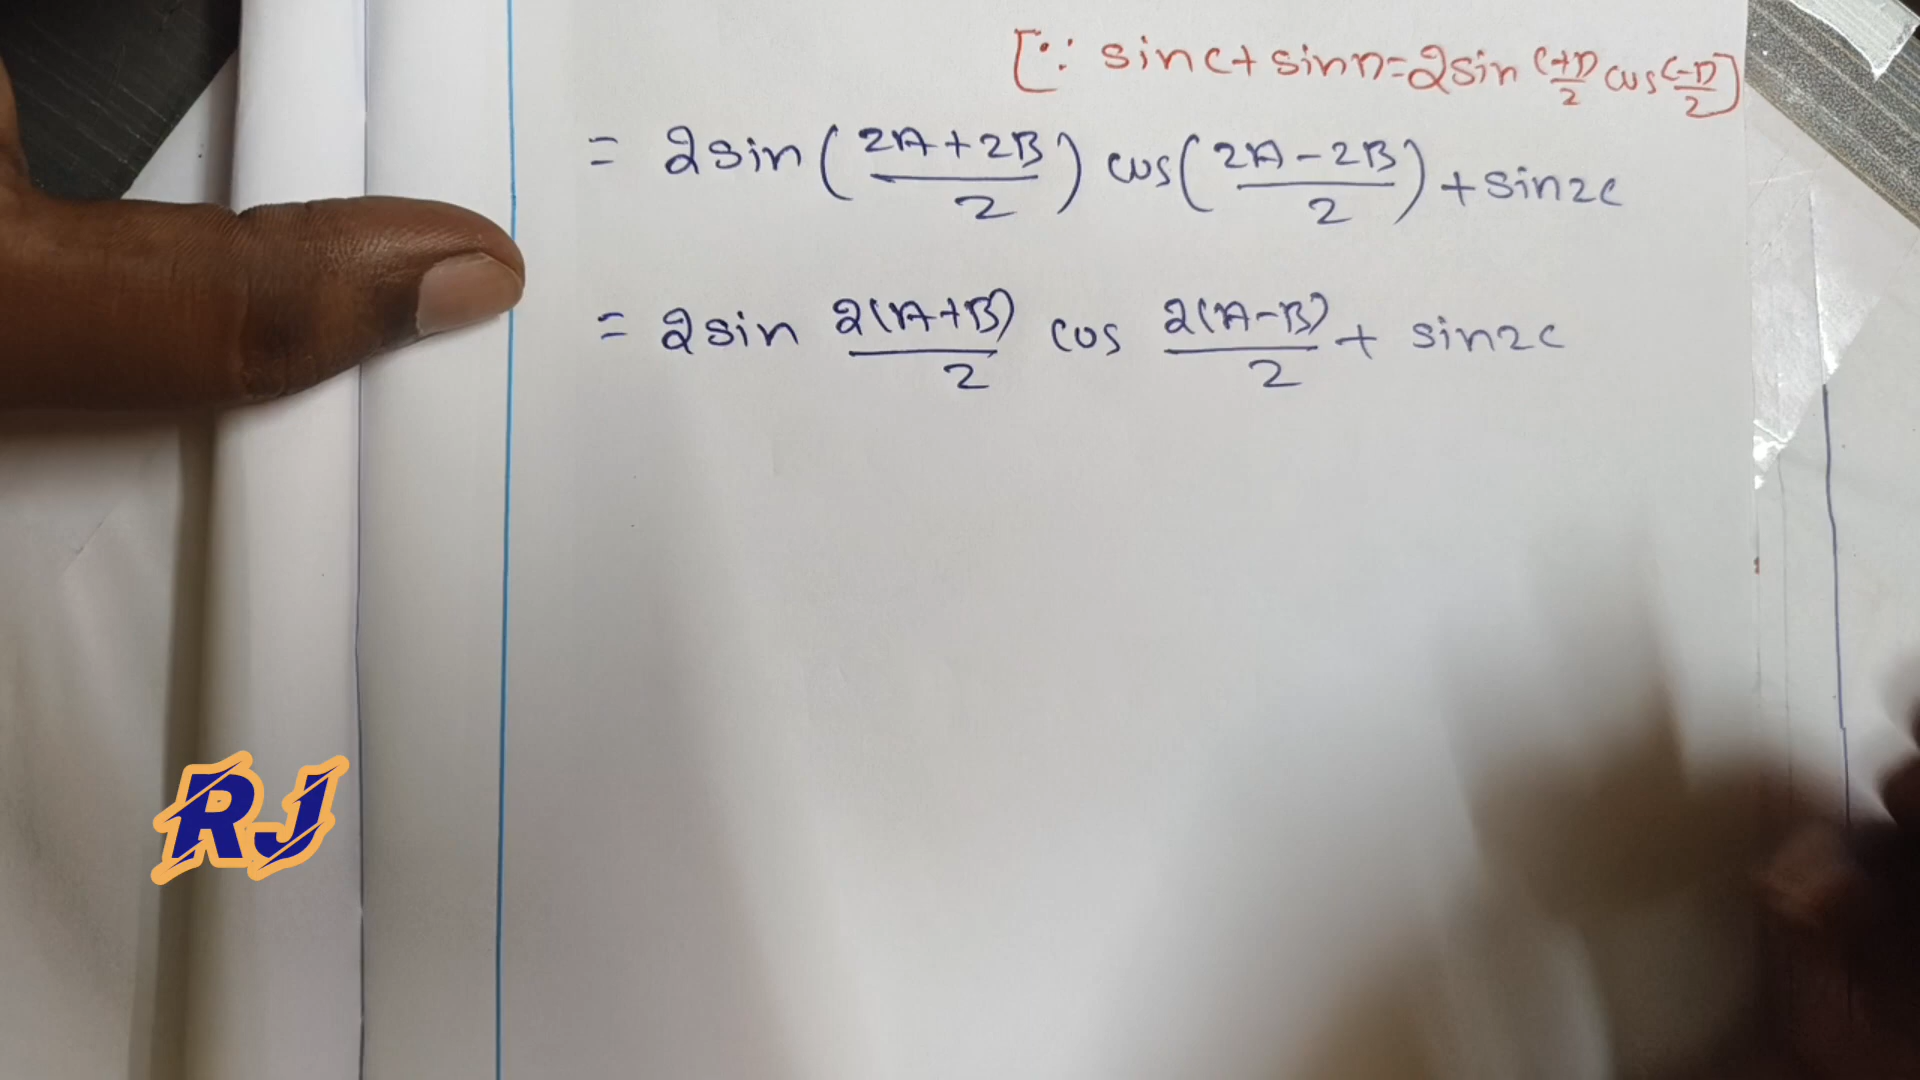 [∵ sinC + sinD = 2sin (C+D)/2 cos (C-D)/2]
= 2sin((2A+2B)/2) cos((2A-2B)/2) + sin2C
= 2sin 2(A+B)/2 cos 2(A-B)/2 + sin2C
RJ